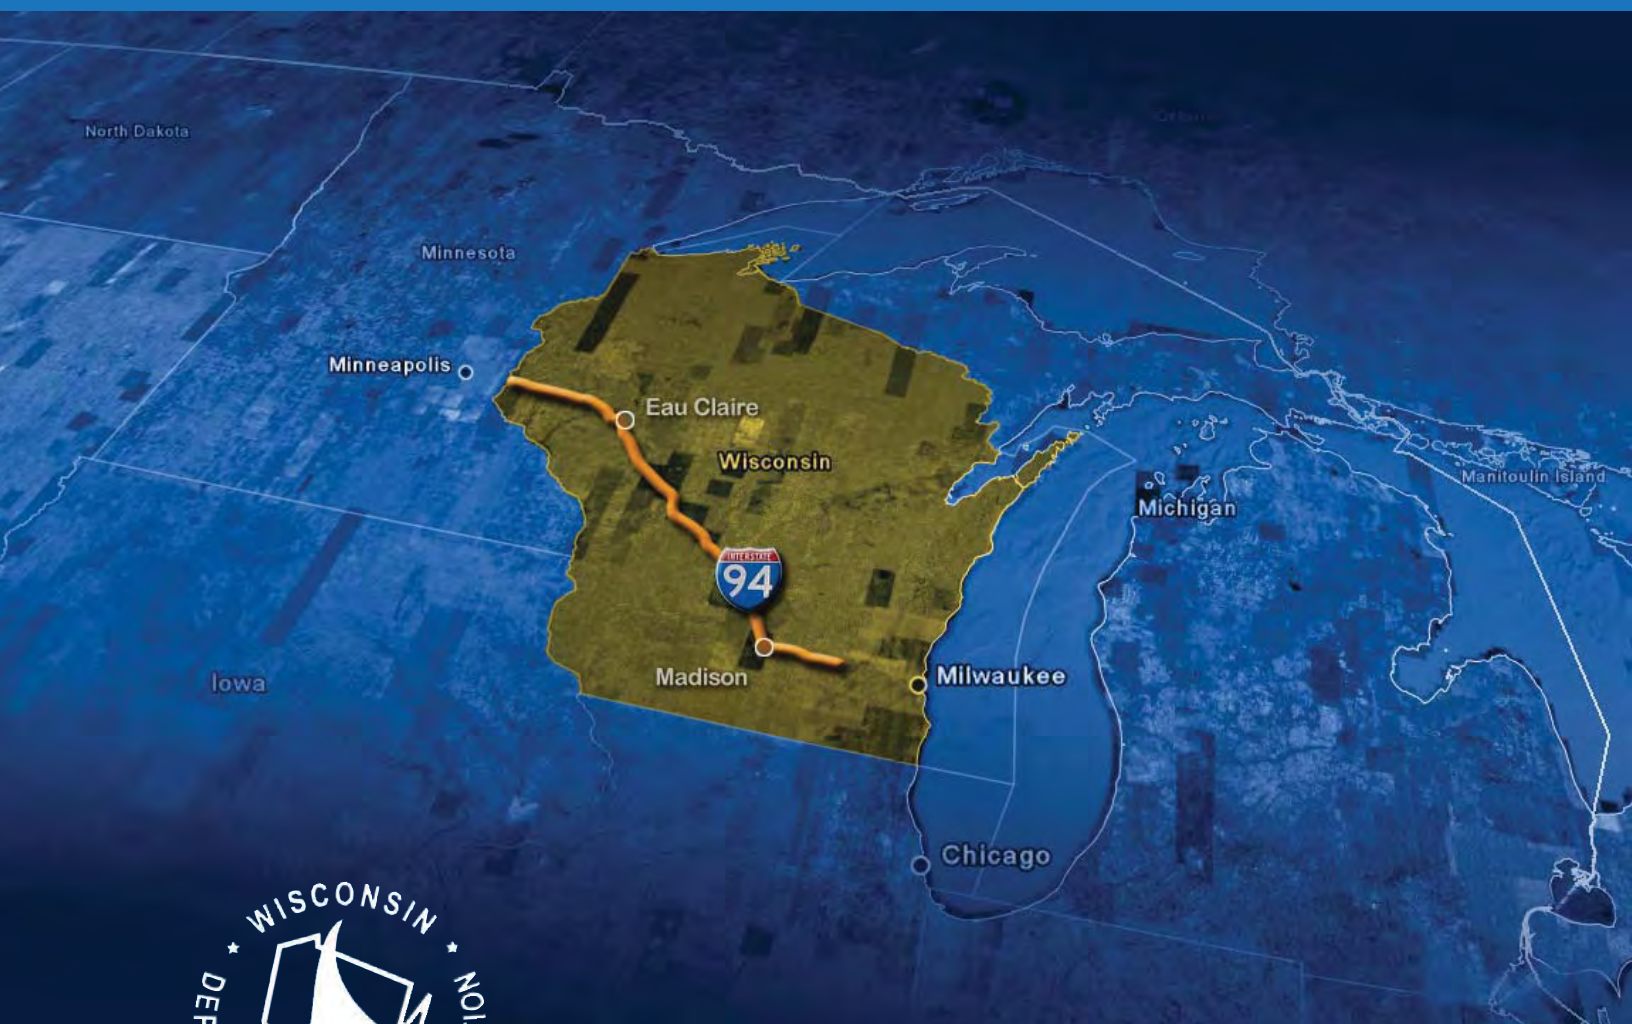 North Dakota
Minnesota
Minneapolis
Eau Claire
Wisconsin
Manitoulin Island
Michigan
INTERSTATE
94
Iowa
Madison
Milwaukee
Chicago
WISCONSIN